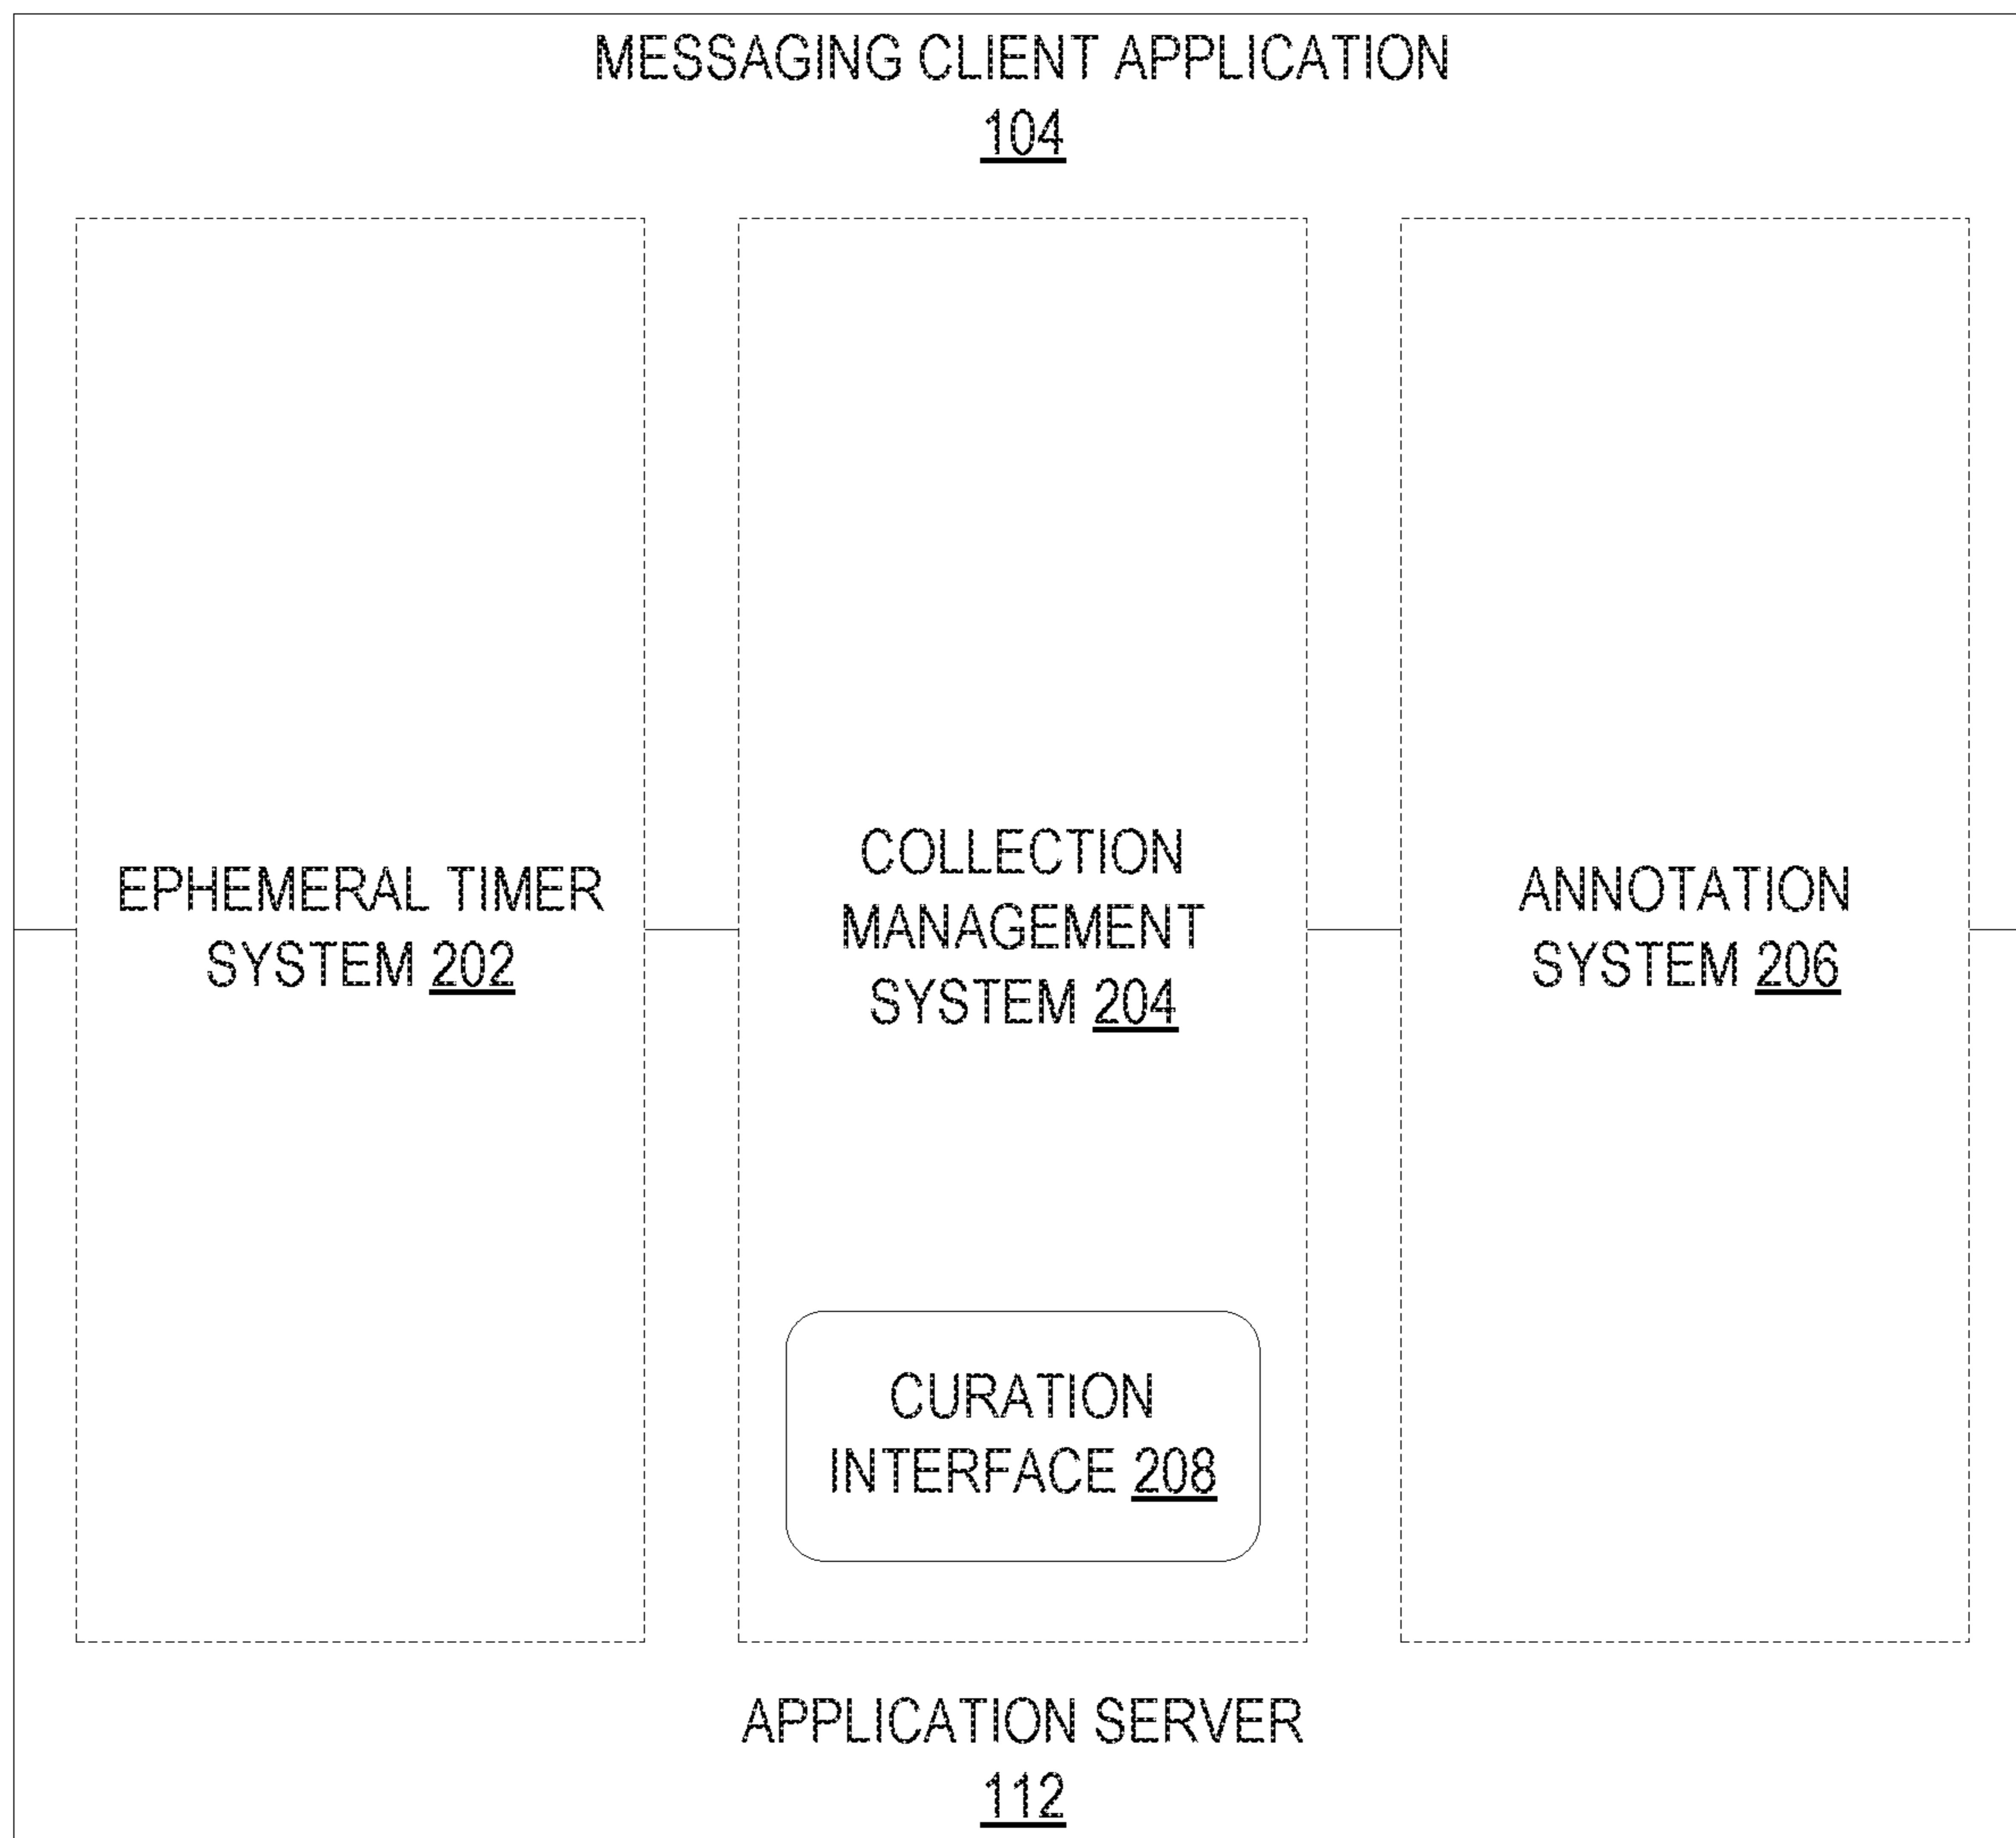 MESSAGING CLIENT APPLICATION
104
EPHEMERAL TIMER
SYSTEM 202
COLLECTION
MANAGEMENT
SYSTEM 204
ANNOTATION
SYSTEM 206
CURATION
INTERFACE 208
APPLICATION SERVER
112